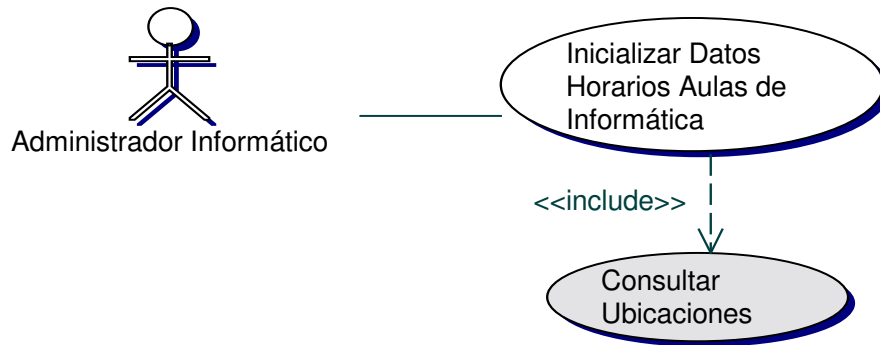 Inicializar Datos
Horarios Aulas de
Informática
Administrador Informático
<<include>>
Consultar
Ubicaciones